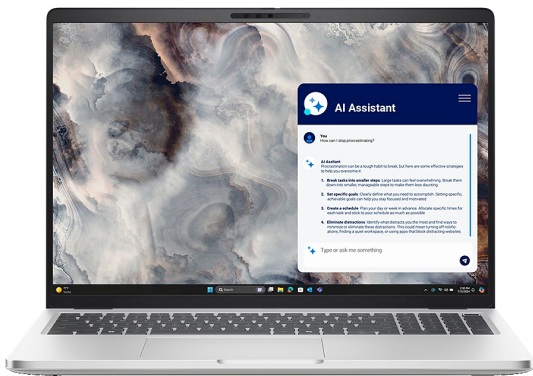 AI Assistant
You
How can I stop procrastinating?
AI Assitant
Procrastination can be a tough habit to break, but here are some effective strategies
to help you overcome it
1. Break tasks into smaller steps: Large tasks can feel overwhelming. Break them
down into smaller, manageable steps to make them less daunting
2. Set specific goals: Clearly define what you need to accomplish. Setting specific,
achievable goals can help you stay focused and motivated
3. Create a schedule: Plan your day or week in advance. Allocate specific times for
each task and stick to your schedule as much as possible
4. Eliminate distractions: Identify what distracts you the most and find ways to
minimize or eliminate these distractions. This could mean turning off notific-
ations, finding a quiet workspace, or using apps that block distracting websites
Type or ask me something
Search